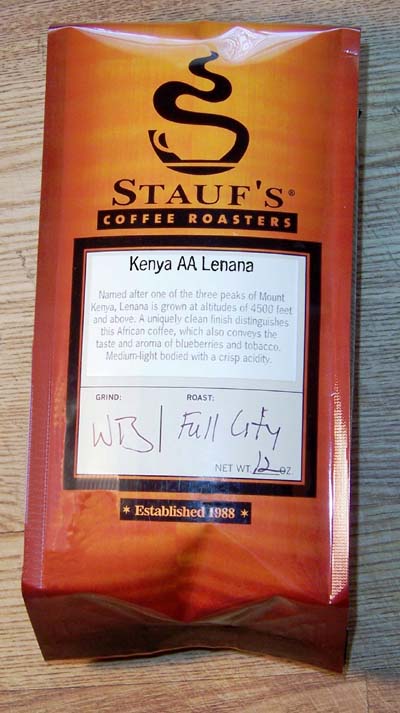 STAUF'S®
COFFEE ROASTERS
Kenya AA Lenana
Named after one of the three peaks of Mount
Kenya, Lenana is grown at altitudes of 4500 feet
and above. A uniquely clean finish distinguishes
this African coffee, which also conveys the
taste and aroma of blueberries and tobacco.
Medium-light bodied with a crisp acidity.
GRIND: ROAST:
WB | Full City
NET WT. 12 OZ.
* Established 1988 *